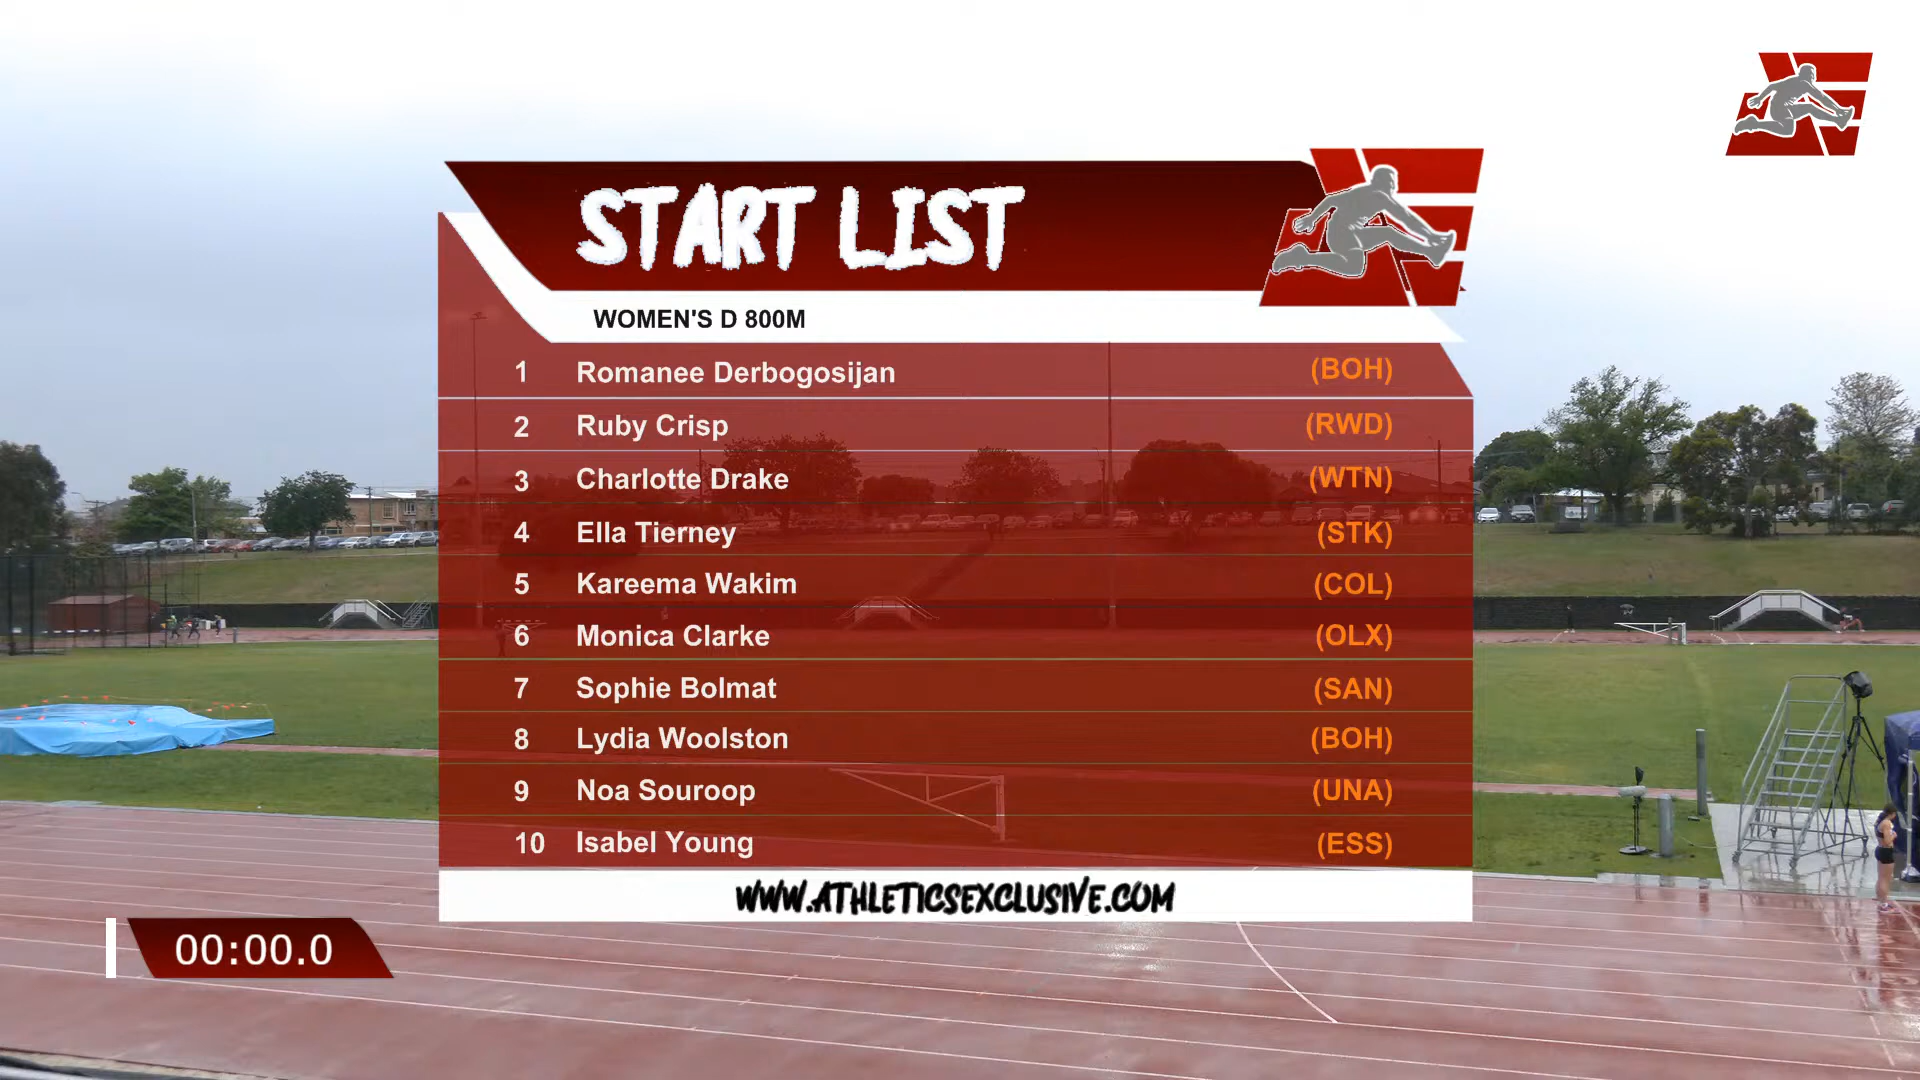 START LIST
WOMEN'S D 800M
1 Romanee Derbogosijan (BOH)
2 Ruby Crisp (RWD)
3 Charlotte Drake (WTN)
4 Ella Tierney (STK)
5 Kareema Wakim (COL)
6 Monica Clarke (OLX)
7 Sophie Bolmat (SAN)
8 Lydia Woolston (BOH)
9 Noa Souroop (UNA)
10 Isabel Young (ESS)
WWW.ATHLETICSEXCLUSIVE.COM
00:00.0